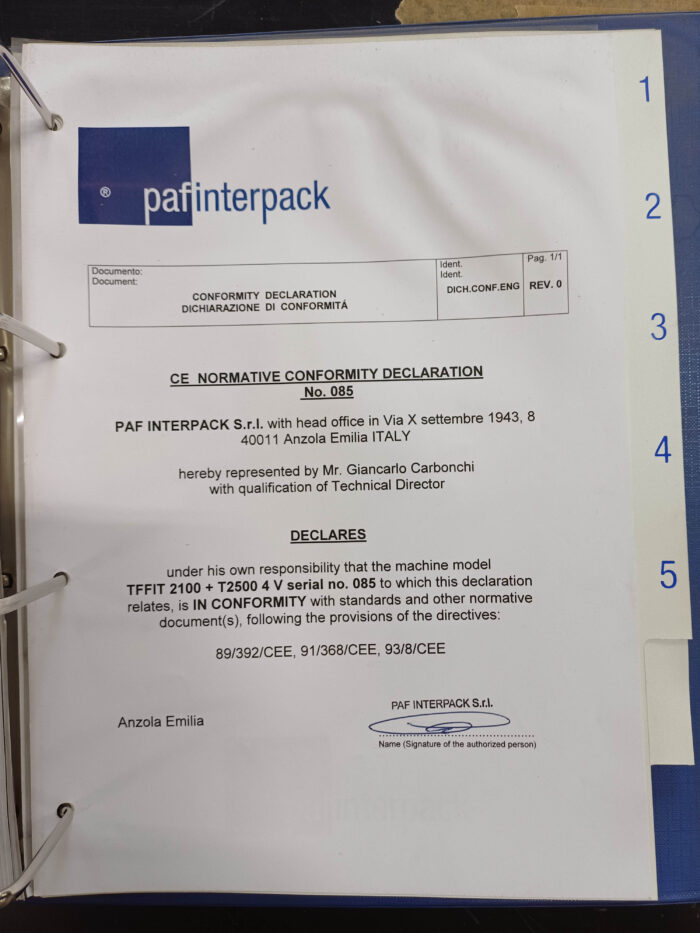 ® pafinterpack
Documento:
Document:
CONFORMITY DECLARATION
DICHIARAZIONE DI CONFORMITÁ
Ident.
Ident.
DICH.CONF.ENG
Pag. 1/1
REV. 0
CE NORMATIVE CONFORMITY DECLARATION
No. 085
PAF INTERPACK S.r.l. with head office in Via X settembre 1943, 8
40011 Anzola Emilia ITALY
hereby represented by Mr. Giancarlo Carbonchi
with qualification of Technical Director
DECLARES
under his own responsibility that the machine model
TFFIT 2100 + T2500 4 V serial no. 085 to which this declaration
relates, is IN CONFORMITY with standards and other normative
document(s), following the provisions of the directives:
89/392/CEE, 91/368/CEE, 93/8/CEE
Anzola Emilia
PAF INTERPACK S.r.l.
Name (Signature of the authorized person)
1
2
3
4
5